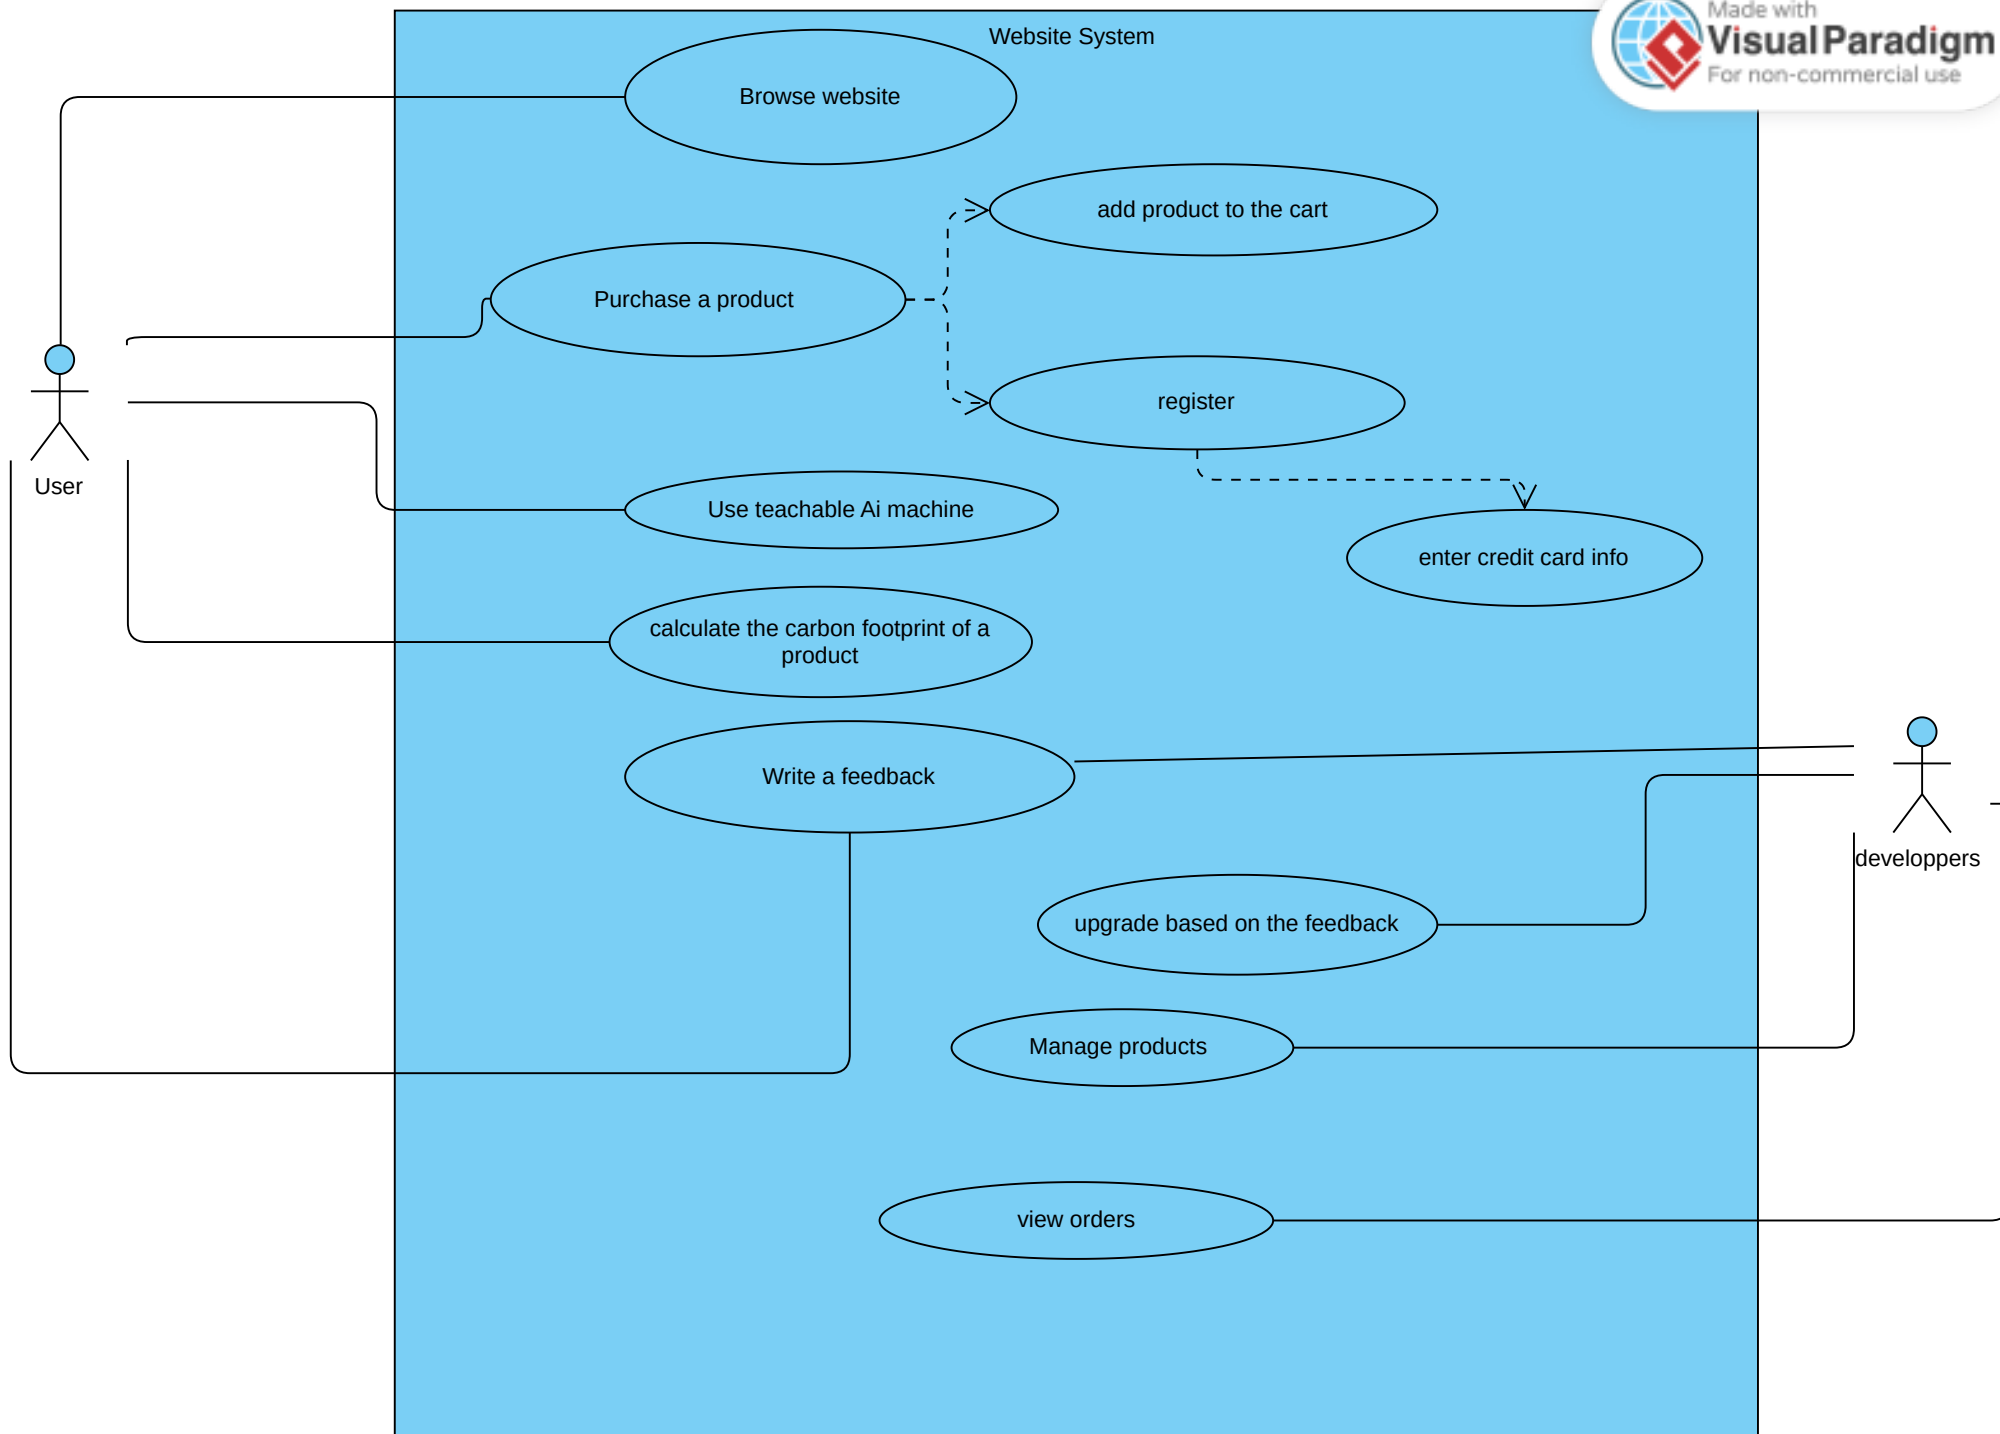 Website System
Made with
Visual Paradigm
For non-commercial use
Browse website
add product to the cart
Purchase a product
register
User
Use teachable Ai machine
enter credit card info
calculate the carbon footprint of a
product
Write a feedback
developpers
upgrade based on the feedback
Manage products
view orders